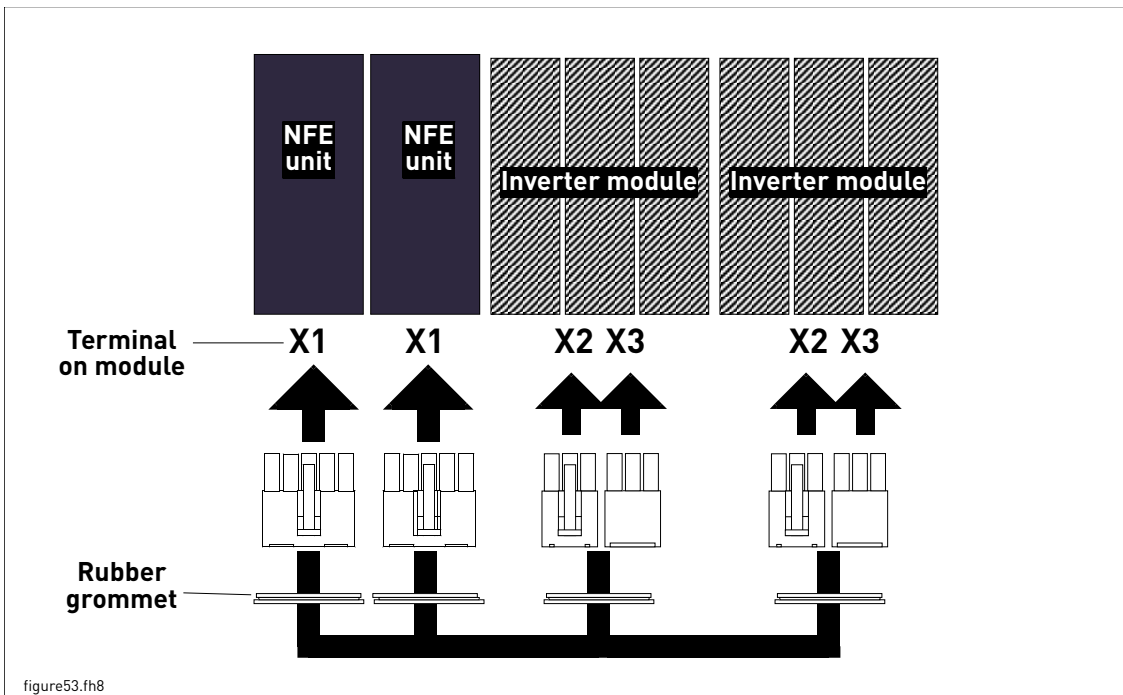 NFE
unit
NFE
unit
Inverter module
Inverter module
Terminal
on module
X1
X1
X2 X3
X2 X3
Rubber
grommet
figure53.fh8